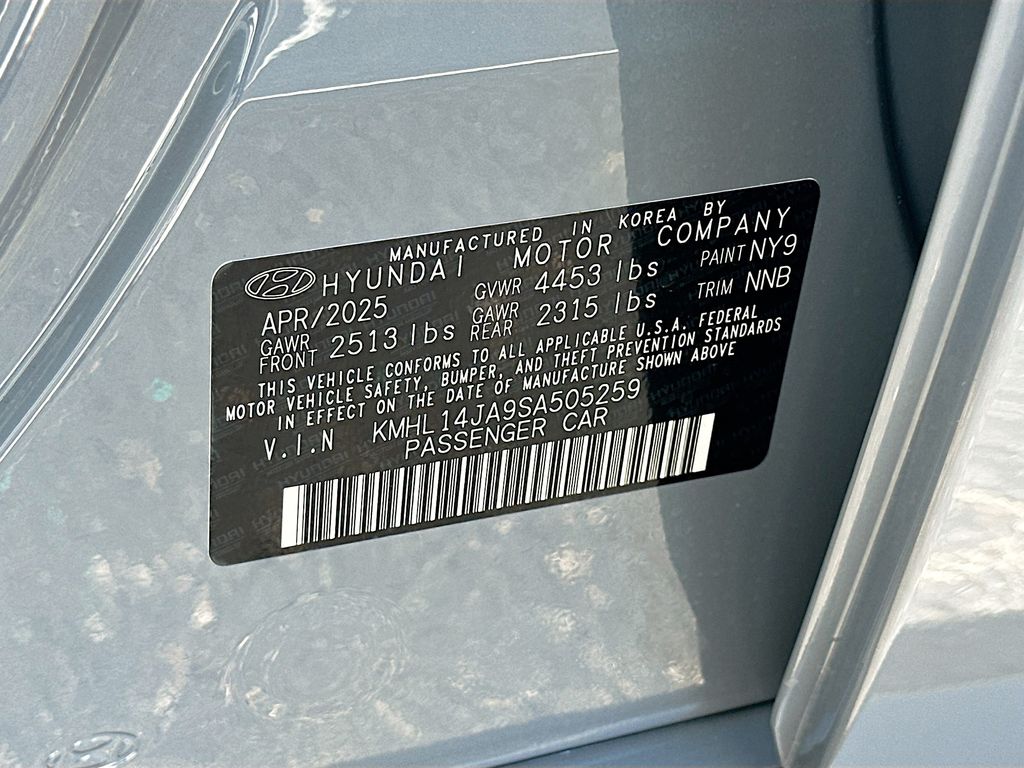 MANUFACTURED IN KOREA BY
HYUNDAI MOTOR COMPANY
APR/2025 GVWR 4453 lbs PAINT NY9
GAWR FRONT 2513 lbs GAWR REAR 2315 lbs TRIM NNB
THIS VEHICLE CONFORMS TO ALL APPLICABLE U.S.A. FEDERAL
MOTOR VEHICLE SAFETY, BUMPER, AND THEFT PREVENTION STANDARDS
IN EFFECT ON THE DATE OF MANUFACTURE SHOWN ABOVE
V.I.N KMHL14JA9SA505259
PASSENGER CAR